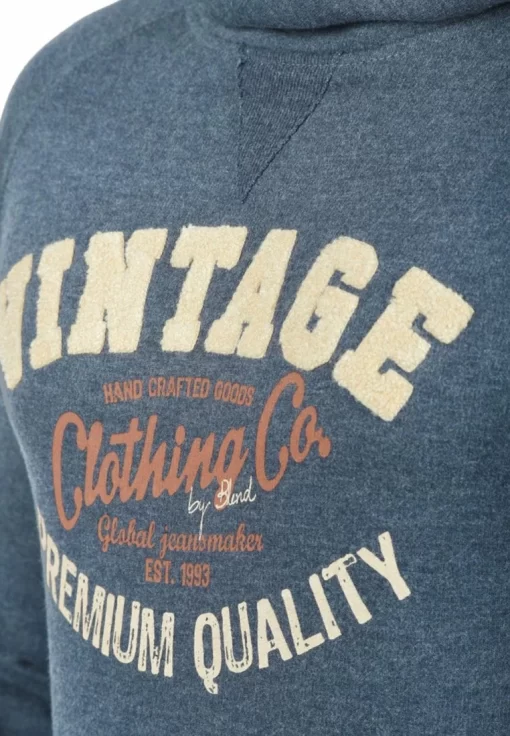 VINTAGE
HAND CRAFTED GOODS
Clothing Co.
by Blend
Global jeansmaker
EST. 1993
PREMIUM QUALITY